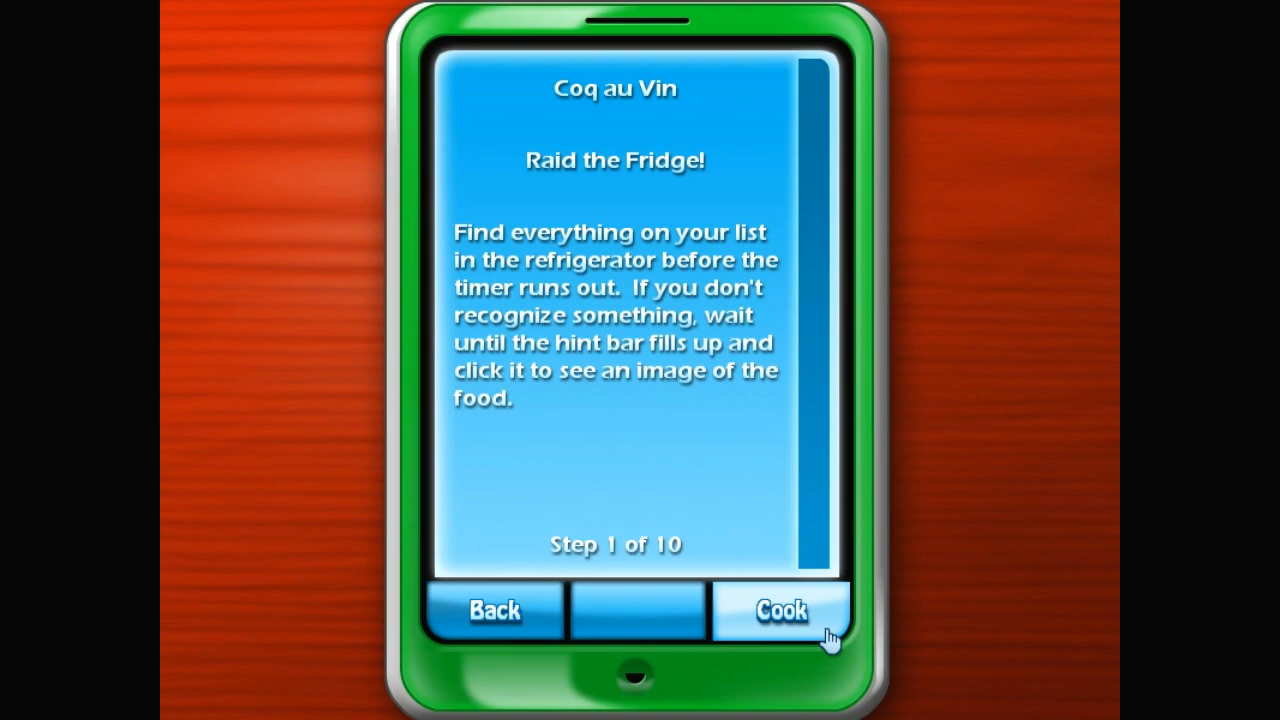 Coq au Vin
Raid the Fridge!
Find everything on your list
in the refrigerator before the
timer runs out.  If you don't
recognize something, wait
until the hint bar fills up and
click it to see an image of the
food.
Step 1 of 10
Back
Cook